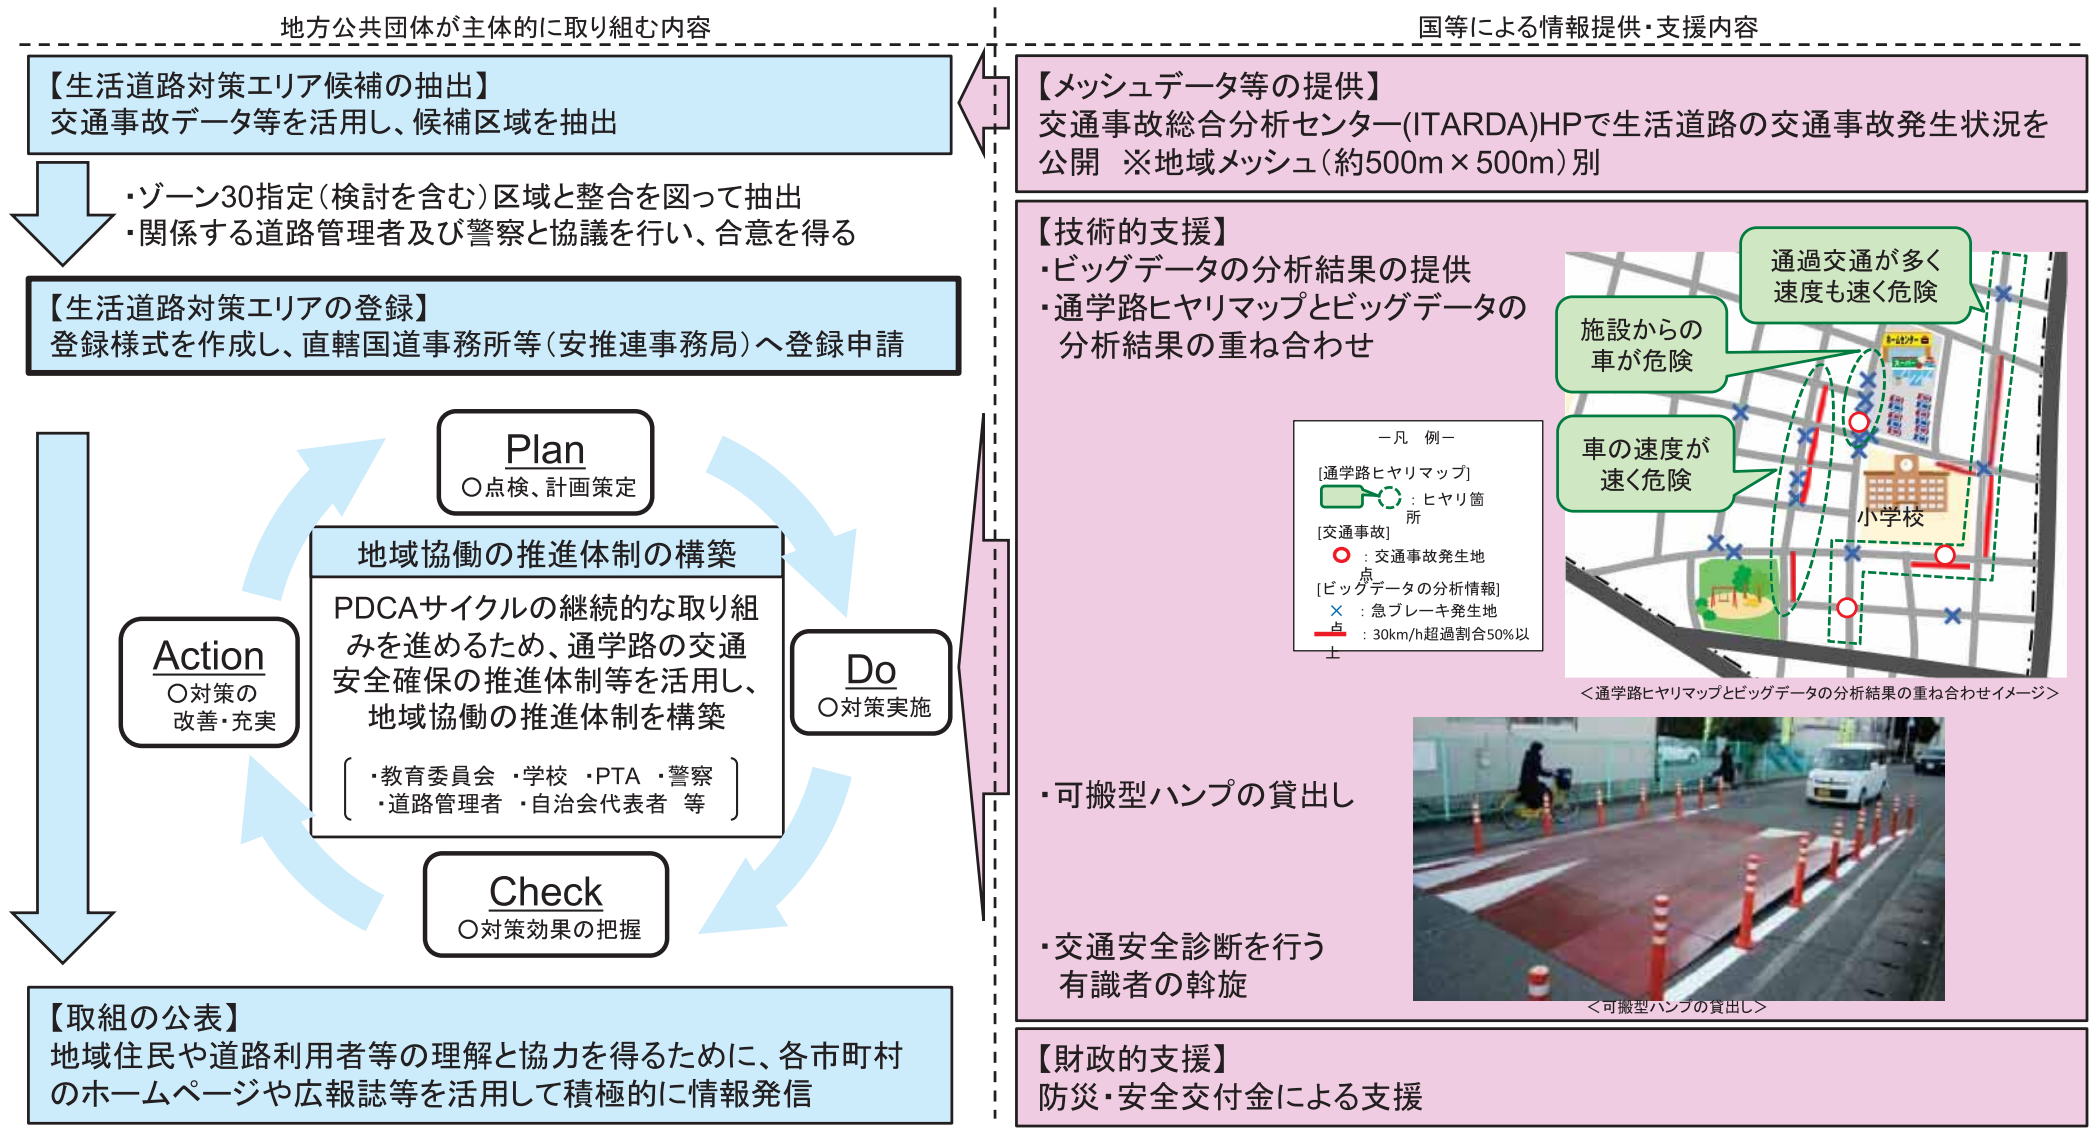 地方公共団体が主体的に取り組む内容
【生活道路対策エリア候補の抽出】
交通事故データ等を活用し、候補区域を抽出
・ゾーン30指定（検討を含む）区域と整合を図って抽出
・関係する道路管理者及び警察と協議を行い、合意を得る
【生活道路対策エリアの登録】
登録様式を作成し、直轄国道事務所等（安推連事務局）へ登録申請
Plan
〇点検、計画策定
地域協働の推進体制の構築
PDCAサイクルの継続的な取り組
みを進めるため、通学路の交通
安全確保の推進体制等を活用し、
地域協働の推進体制を構築
・教育委員会 ・学校 ・PTA ・警察
・道路管理者 ・自治会代表者 等
Action
〇対策の
改善・充実
Do
〇対策実施
Check
〇対策効果の把握
【取組の公表】
地域住民や道路利用者等の理解と協力を得るために、各市町村
のホームページや広報誌等を活用して積極的に情報発信
国等による情報提供・支援内容
【メッシュデータ等の提供】
交通事故総合分析センター(ITARDA)HPで生活道路の交通事故発生状況を
公開 ※地域メッシュ（約500m×500m）別
【技術的支援】
・ビッグデータの分析結果の提供
・通学路ヒヤリマップとビッグデータの
分析結果の重ね合わせ
通過交通が多く
速度も速く危険
施設からの
車が危険
車の速度が
速く危険
ホームセンター
スーパー
小学校
－凡 例－
[通学路ヒヤリマップ]
：ヒヤリ箇
所
[交通事故]
：交通事故発生地
点
[ビッグデータの分析情報]
：急ブレーキ発生地
点
：30km/h超過割合50%以
上
＜通学路ヒヤリマップとビッグデータの分析結果の重ね合わせイメージ＞
・可搬型ハンプの貸出し
・交通安全診断を行う
有識者の斡旋
＜可搬型ハンプの貸出し＞
【財政的支援】
防災・安全交付金による支援